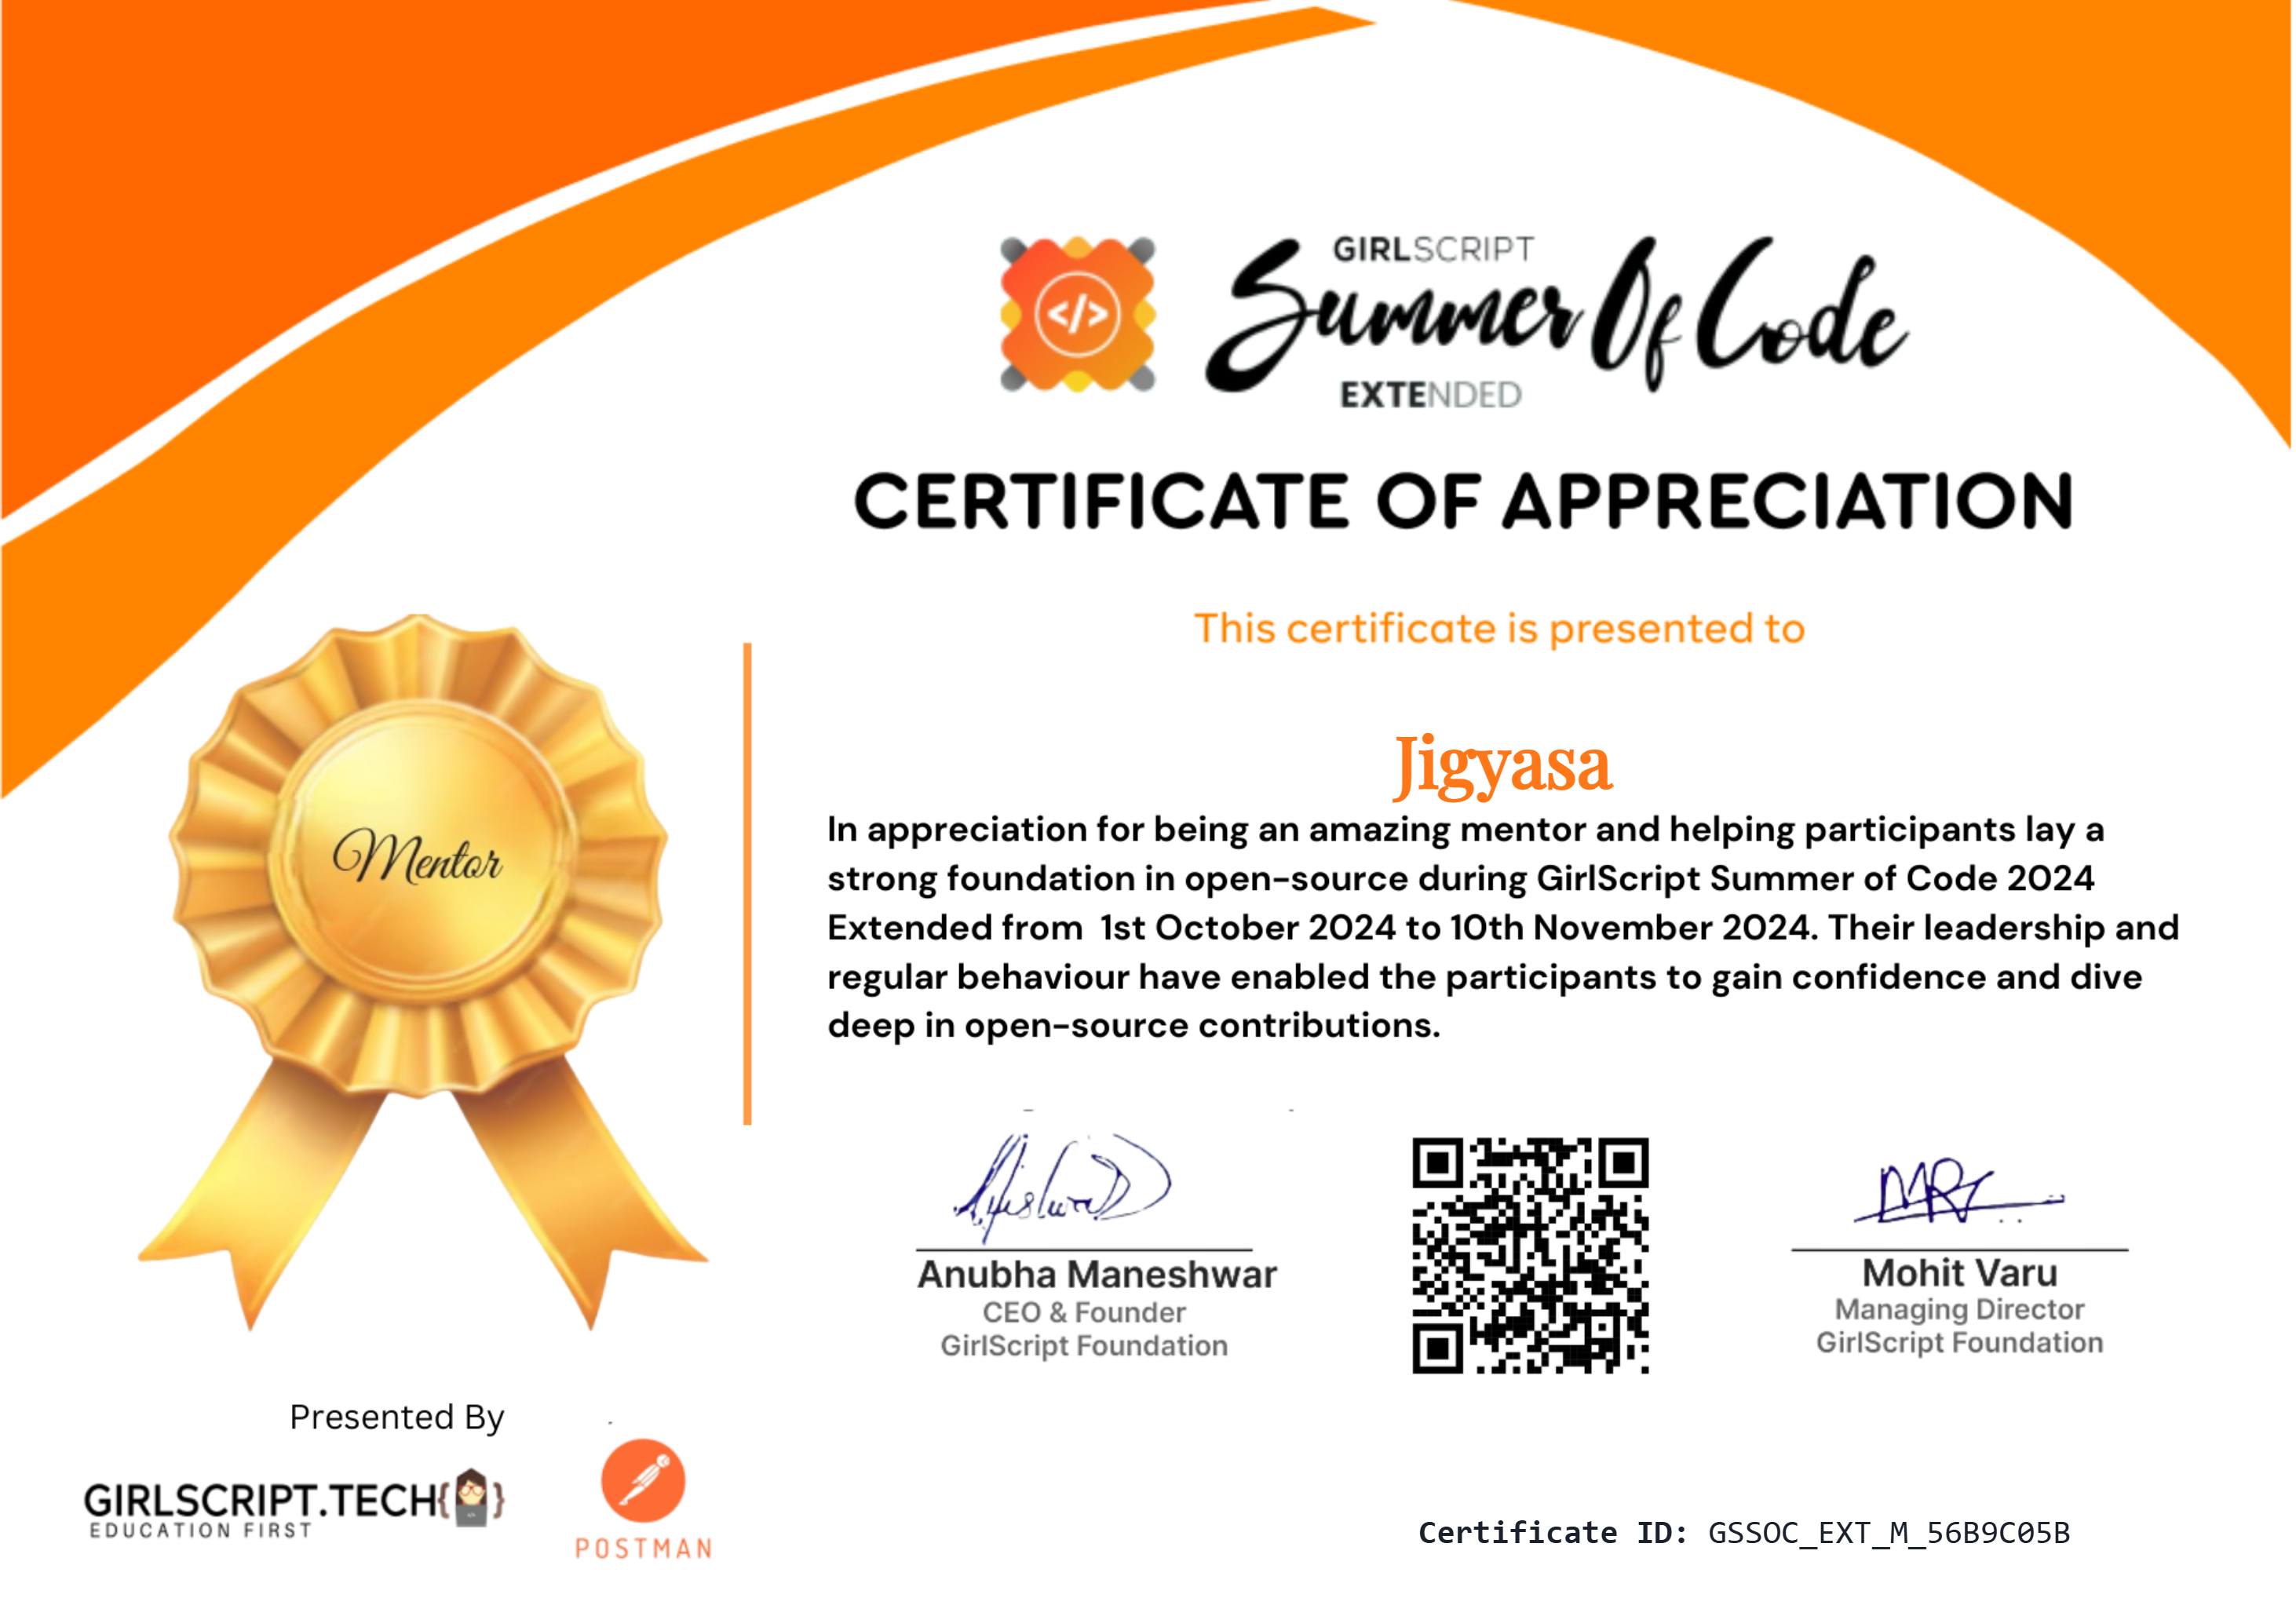 GIRLSCRIPT
Summer Of Code
EXTENDED
CERTIFICATE OF APPRECIATION
This certificate is presented to
Jigyasa
In appreciation for being an amazing mentor and helping participants lay a
strong foundation in open-source during GirlScript Summer of Code 2024
Extended from 1st October 2024 to 10th November 2024. Their leadership and
regular behaviour have enabled the participants to gain confidence and dive
deep in open-source contributions.
Mentor
Anubha Maneshwar
CEO & Founder
GirlScript Foundation
Mohit Varu
Managing Director
GirlScript Foundation
Presented By
GIRLSCRIPT.TECH{}
EDUCATION FIRST
POSTMAN
Certificate ID: GSSOC_EXT_M_56B9C05B